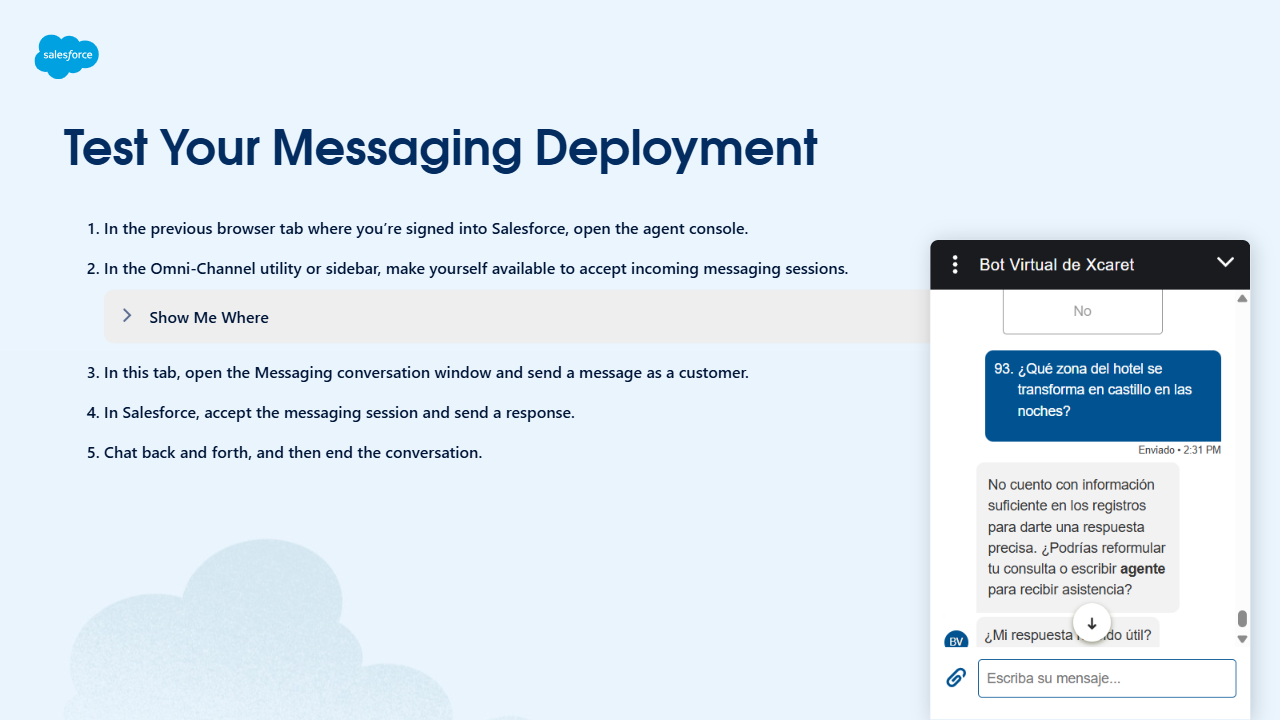 salesforce
Test Your Messaging Deployment
1. In the previous browser tab where you’re signed into Salesforce, open the agent console.
2. In the Omni-Channel utility or sidebar, make yourself available to accept incoming messaging sessions.
Show Me Where
3. In this tab, open the Messaging conversation window and send a message as a customer.
4. In Salesforce, accept the messaging session and send a response.
5. Chat back and forth, and then end the conversation.
Bot Virtual de Xcaret
No
93. ¿Qué zona del hotel se
transforma en castillo en las
noches?
Enviado • 2:31 PM
No cuento con información
suficiente en los registros
para darte una respuesta
precisa. ¿Podrías reformular
tu consulta o escribir agente
para recibir asistencia?
BV
¿Mi respuesta útil?
Escriba su mensaje...